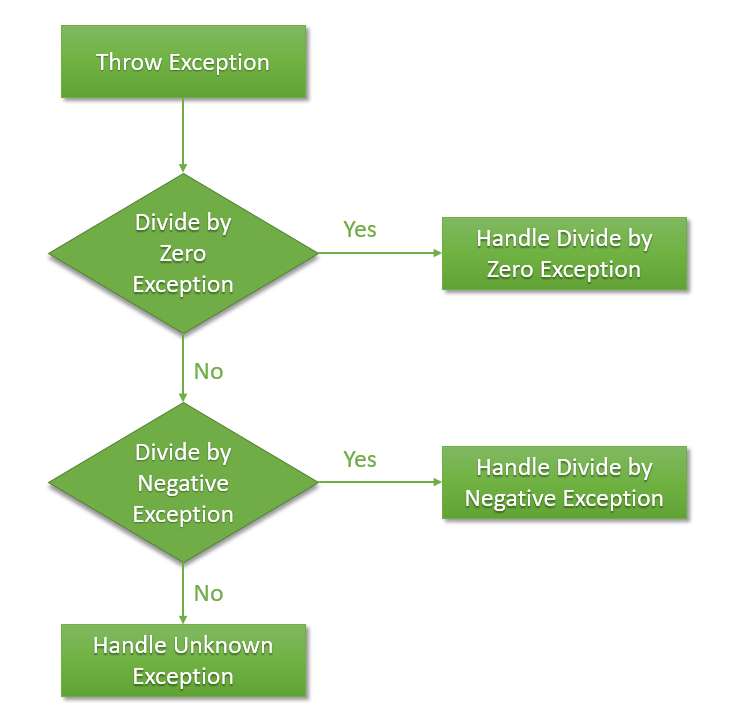 Throw Exception
Divide by
Zero
Exception
Yes
Handle Divide by
Zero Exception
No
Divide by
Negative
Exception
Yes
Handle Divide by
Negative Exception
No
Handle Unknown
Exception